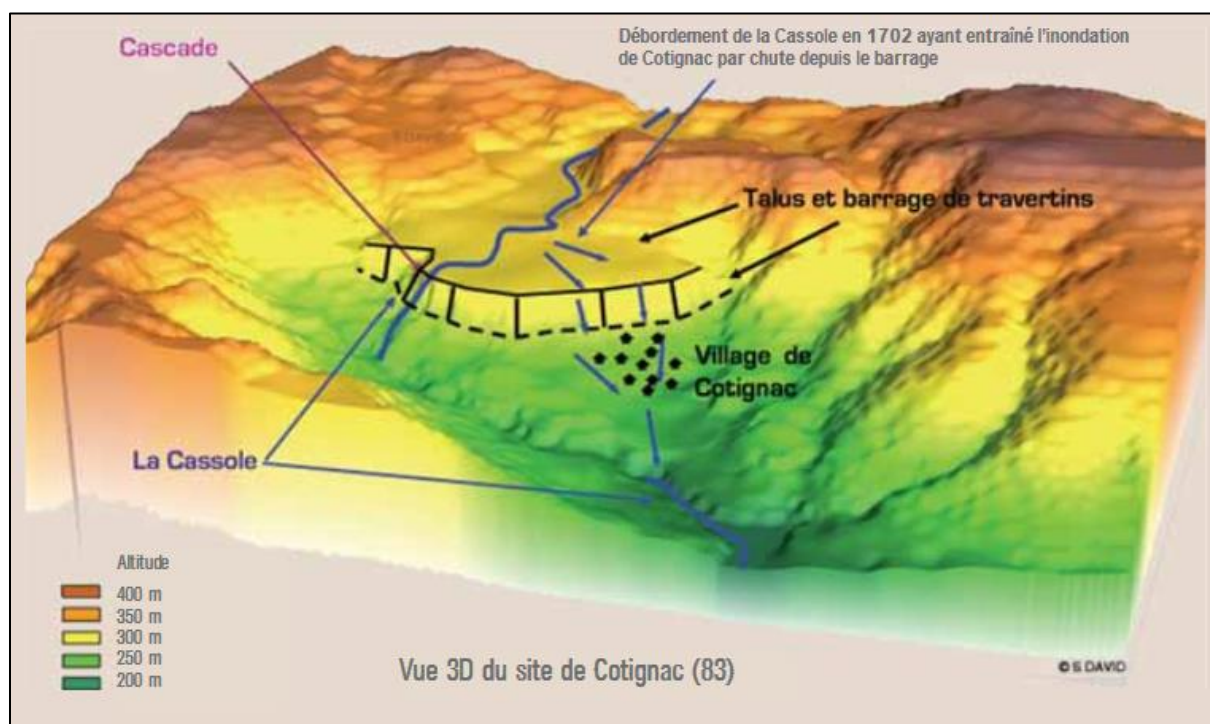 Cascade
Débordement de la Cassole en 1702 ayant entraîné l'inondation
de Cotignac par chute depuis le barrage
Talus et barrage de travertins
Village de
Cotignac
La Cassole
Altitude
400 m
350 m
300 m
250 m
200 m
Vue 3D du site de Cotignac (83)
© S DAVID